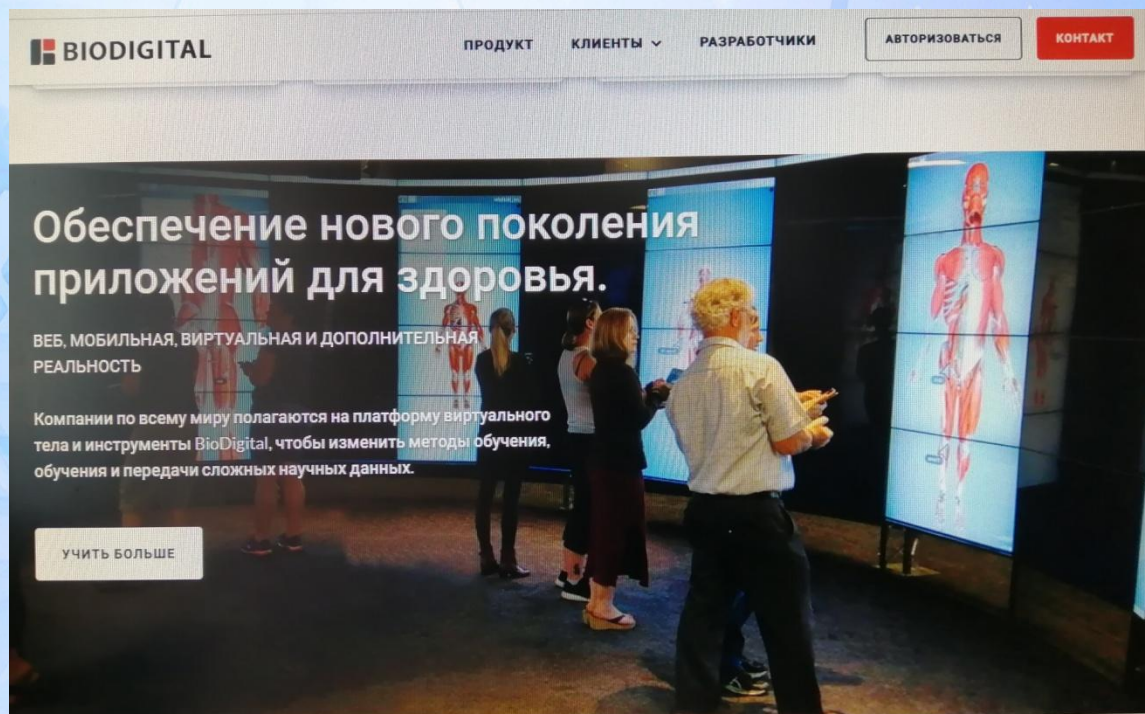 BIODIGITAL
ПРОДУКТ
КЛИЕНТЫ
РАЗРАБОТЧИКИ
АВТОРИЗОВАТЬСЯ
КОНТАКТ
Обеспечение нового поколения
приложений для здоровья.
ВЕБ, МОБИЛЬНАЯ, ВИРТУАЛЬНАЯ И ДОПОЛНИТЕЛЬНАЯ
РЕАЛЬНОСТЬ
Компании по всему миру полагаются на платформу виртуального
тела и инструменты BioDigital, чтобы изменить методы обучения,
обучения и передачи сложных научных данных.
УЧИТЬ БОЛЬШЕ